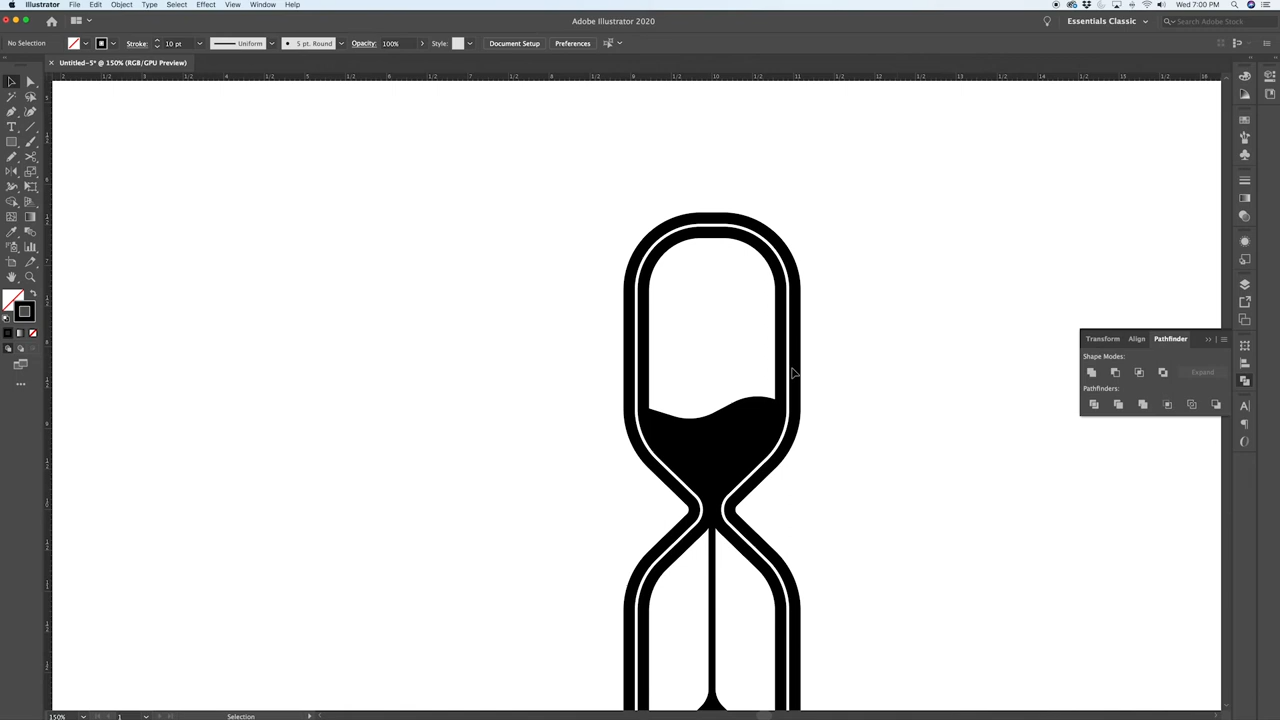 Illustrator File Edit Object Type Select Effect View Window Help
Wed 7:00 PM
Adobe Illustrator 2020
Essentials Classic
Search Adobe Stock
No Selection
Stroke: 10 pt
Uniform
5 pt. Round
Opacity: 100%
Style:
Document Setup
Preferences
Untitled-5* @ 150% (RGB/GPU Preview)
Transform Align Pathfinder
Shape Modes:
Expand
Pathfinders:
150%
1
Selection